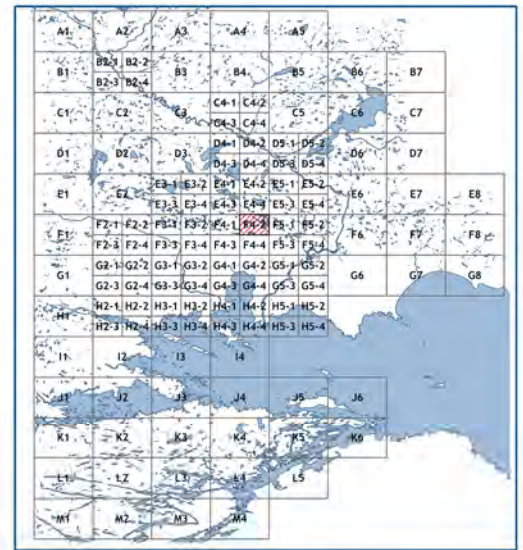 A1 A2 A3 A4 A5
B2-1 B2-2
B1 B3 B4 B5 B6 B7
B2-3 B2-4
C4-1 C4-2
C1 C2 C3 C5 C6 C7
C4-3 C4-4
D4-1 D4-2 D5-1 D5-2
D1 D2 D3 D6 D7
D4-3 D4-4 D5-3 D5-4
E3-1 E3-2 E4-1 E4-2 E5-1 E5-2
E1 E2 E6 E7 E8
E3-3 E3-4 E4-3 E4-4 E5-3 E5-4
F2-1 F2-2 F3-1 F3-2 F4-1 F4-2 F5-1 F5-2
F1 F6 F7 F8
F2-3 F2-4 F3-3 F3-4 F4-3 F4-4 F5-3 F5-4
G2-1 G2-2 G3-1 G3-2 G4-1 G4-2 G5-1 G5-2
G1 G6 G7 G8
G2-3 G2-4 G3-3 G3-4 G4-3 G4-4 G5-3 G5-4
H2-1 H2-2 H3-1 H3-2 H4-1 H4-2 H5-1 H5-2
H1
H2-3 H2-4 H3-3 H3-4 H4-3 H4-4 H5-3 H5-4
I1 I2 I3 I4
J1 J2 J3 J4 J5 J6
K1 K2 K3 K4 K5 K6
L1 L2 L3 L4 L5
M1 M2 M3 M4